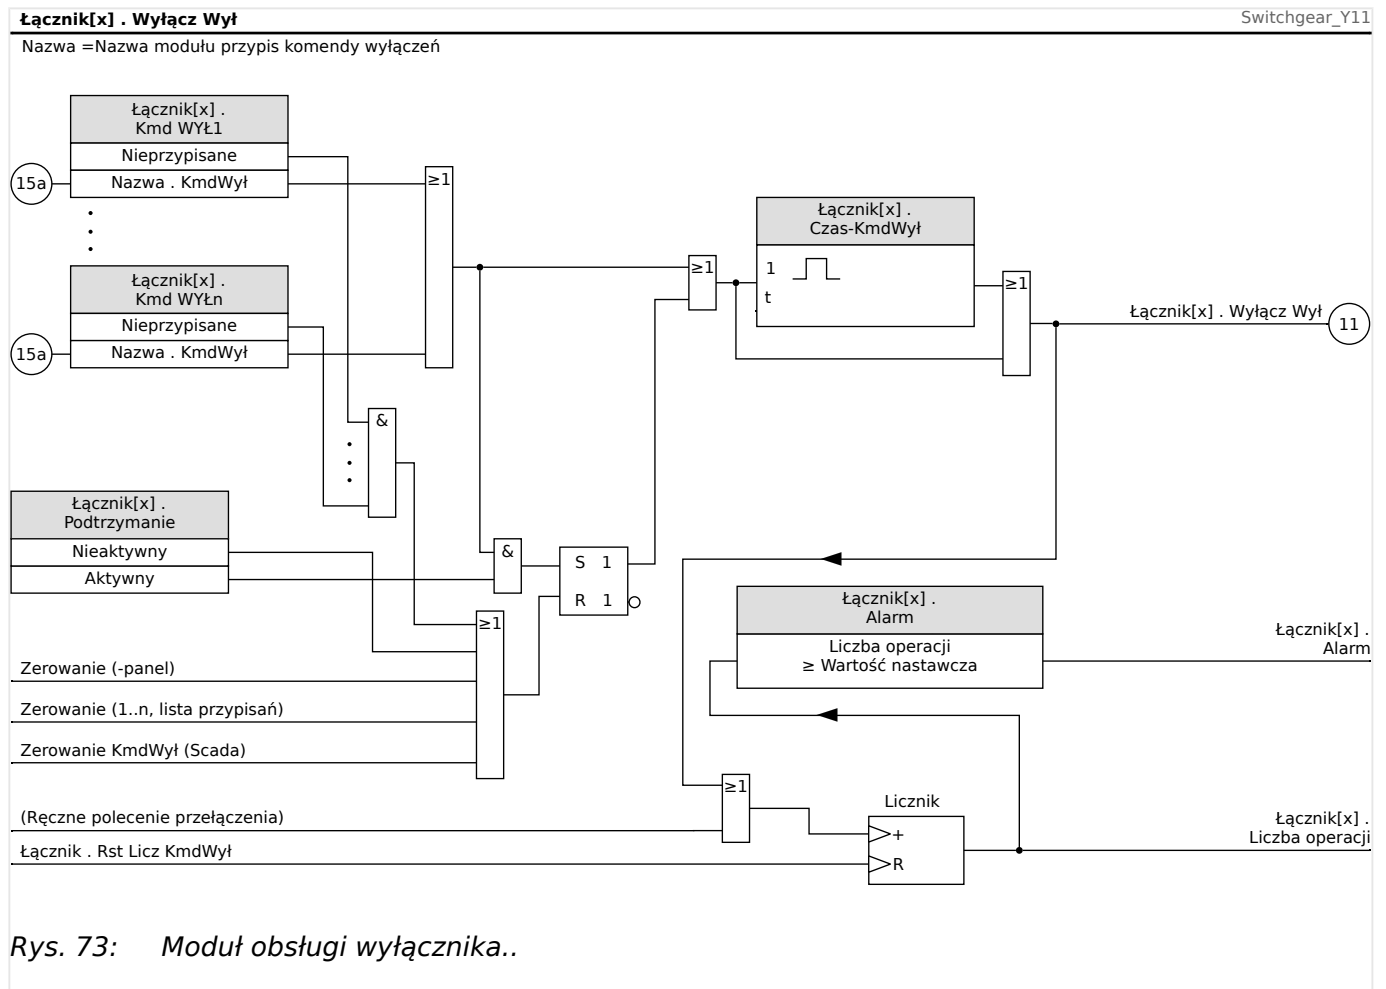 Łącznik[x] . Wyłącz Wył
Switchgear_Y11
Nazwa =Nazwa modułu przypis komendy wyłączeń
Łącznik[x] .
Kmd WYŁ1
Nieprzypisane
15a
Nazwa . KmdWył
≥1
Łącznik[x] .
Czas-KmdWył
1
t
≥1
≥1
Łącznik[x] . Wyłącz Wył
11
Łącznik[x] .
Kmd WYŁn
Nieprzypisane
15a
Nazwa . KmdWył
&
Łącznik[x] .
Podtrzymanie
Nieaktywny
Aktywny
&
S 1
R 1
≥1
Łącznik[x] .
Alarm
Liczba operacji
≥ Wartość nastawcza
Łącznik[x] .
Alarm
Zerowanie (-panel)
Zerowanie (1..n, lista przypisań)
Zerowanie KmdWył (Scada)
≥1
Licznik
(Ręczne polecenie przełączenia)
+
Łącznik[x] .
Liczba operacji
Łącznik . Rst Licz KmdWył
R
Rys. 73: Moduł obsługi wyłącznika..